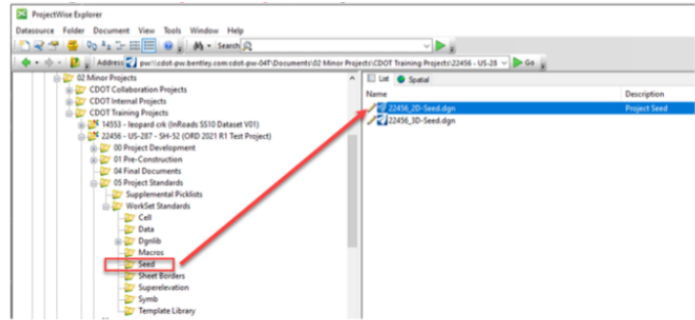 ProjectWise Explorer
Datasource Folder Document View Tools Window Help
Search
Address pw:\\cdot-pw.bentley.com:cdot-pw-04\Documents\02 Minor Projects\CDOT Training Projects\22456 - US-28 Go
02 Minor Projects
CDOT Collaboration Projects
CDOT Internal Projects
CDOT Training Projects
14553 - leopard crk (InRoads SS10 Dataset V01)
22456 - US-287 - SH-52 (ORD 2021 R1 Test Project)
00 Project Development
01 Pre-Construction
04 Final Documents
05 Project Standards
Supplemental Picklists
WorkSet Standards
Cell
Data
Dgnlib
Macros
Seed
Sheet Borders
Superelevation
Symb
Template Library
List Spatial
Name Description
22456_2D-Seed.dgn Project Seed
22456_3D-Seed.dgn